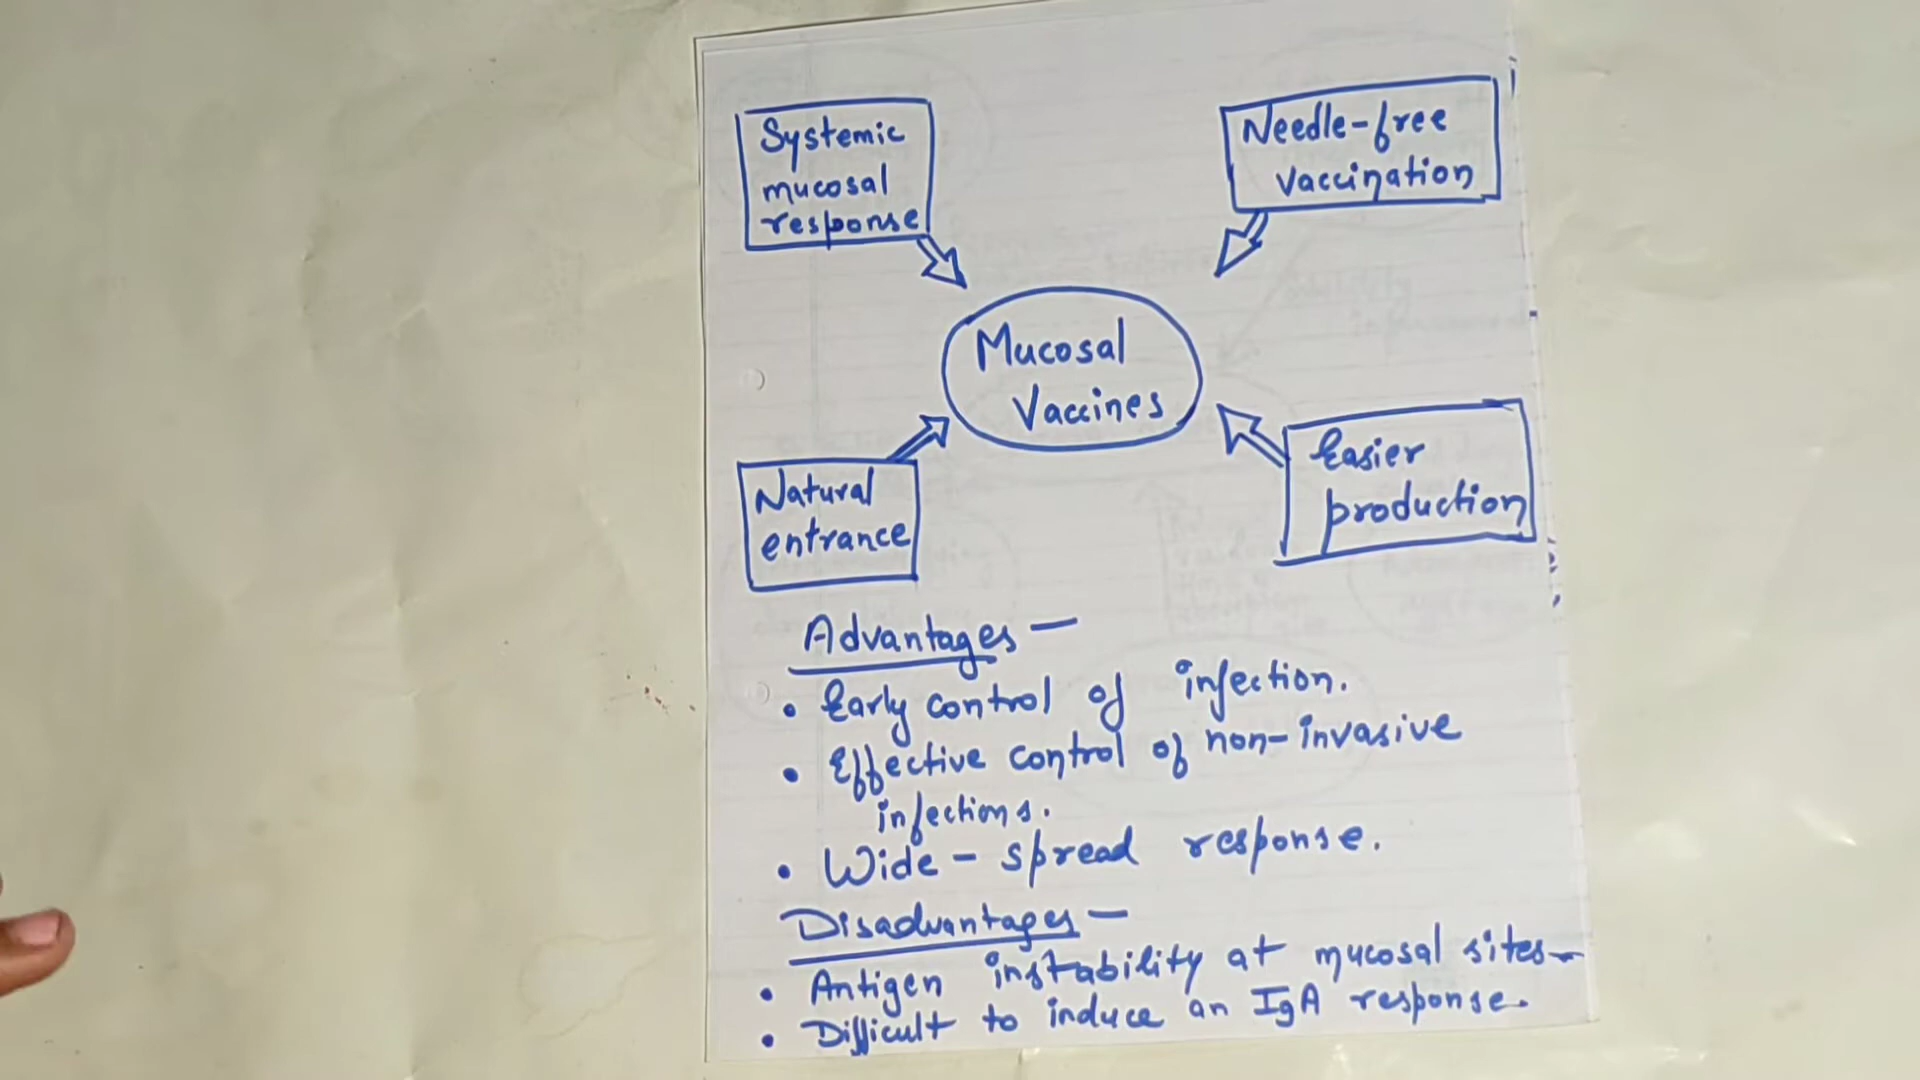 Systemic
mucosal
response
Needle-free
vaccination
Mucosal
Vaccines
Natural
entrance
Easier
production
Advantages —
• Early control of infection.
• Effective control of non-invasive
infections.
• Wide-spread response.
Disadvantages —
• Antigen instability at mucosal sites-
• Difficult to induce an IgA response.